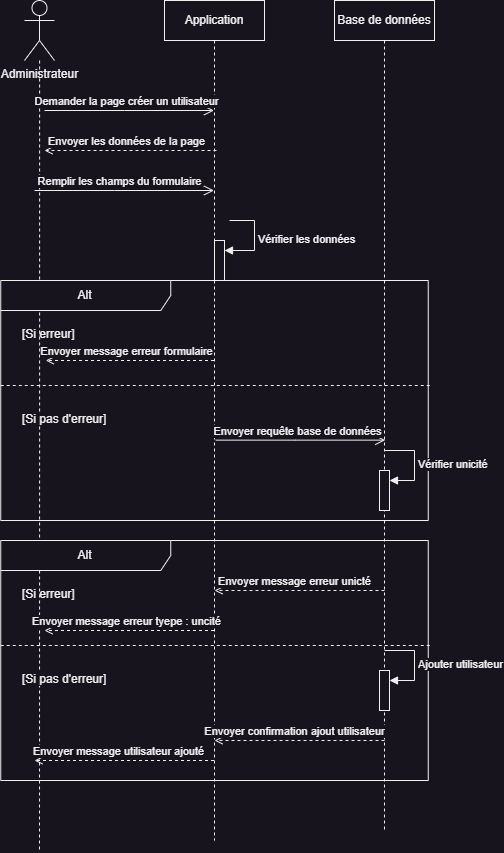 Application
Base de données
Administrateur
Demander la page créer un utilisateur
Envoyer les données de la page
Remplir les champs du formulaire
Vérifier les données
Alt
[Si erreur]
Envoyer message erreur formulaire
[Si pas d'erreur]
Envoyer requête base de données
Vérifier unicité
Alt
Envoyer message erreur unicté
[Si erreur]
Envoyer message erreur tyepe : uncité
Ajouter utilisateur
[Si pas d'erreur]
Envoyer confirmation ajout utilisateur
Envoyer message utilisateur ajouté